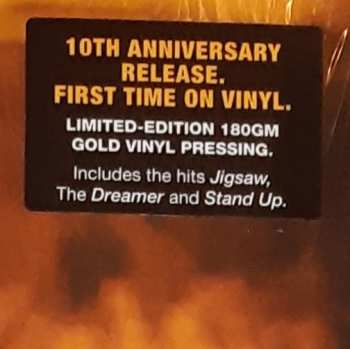 10TH ANNIVERSARY
RELEASE.
FIRST TIME ON VINYL.
LIMITED-EDITION 180GM
GOLD VINYL PRESSING.
Includes the hits Jigsaw,
The Dreamer and Stand Up.